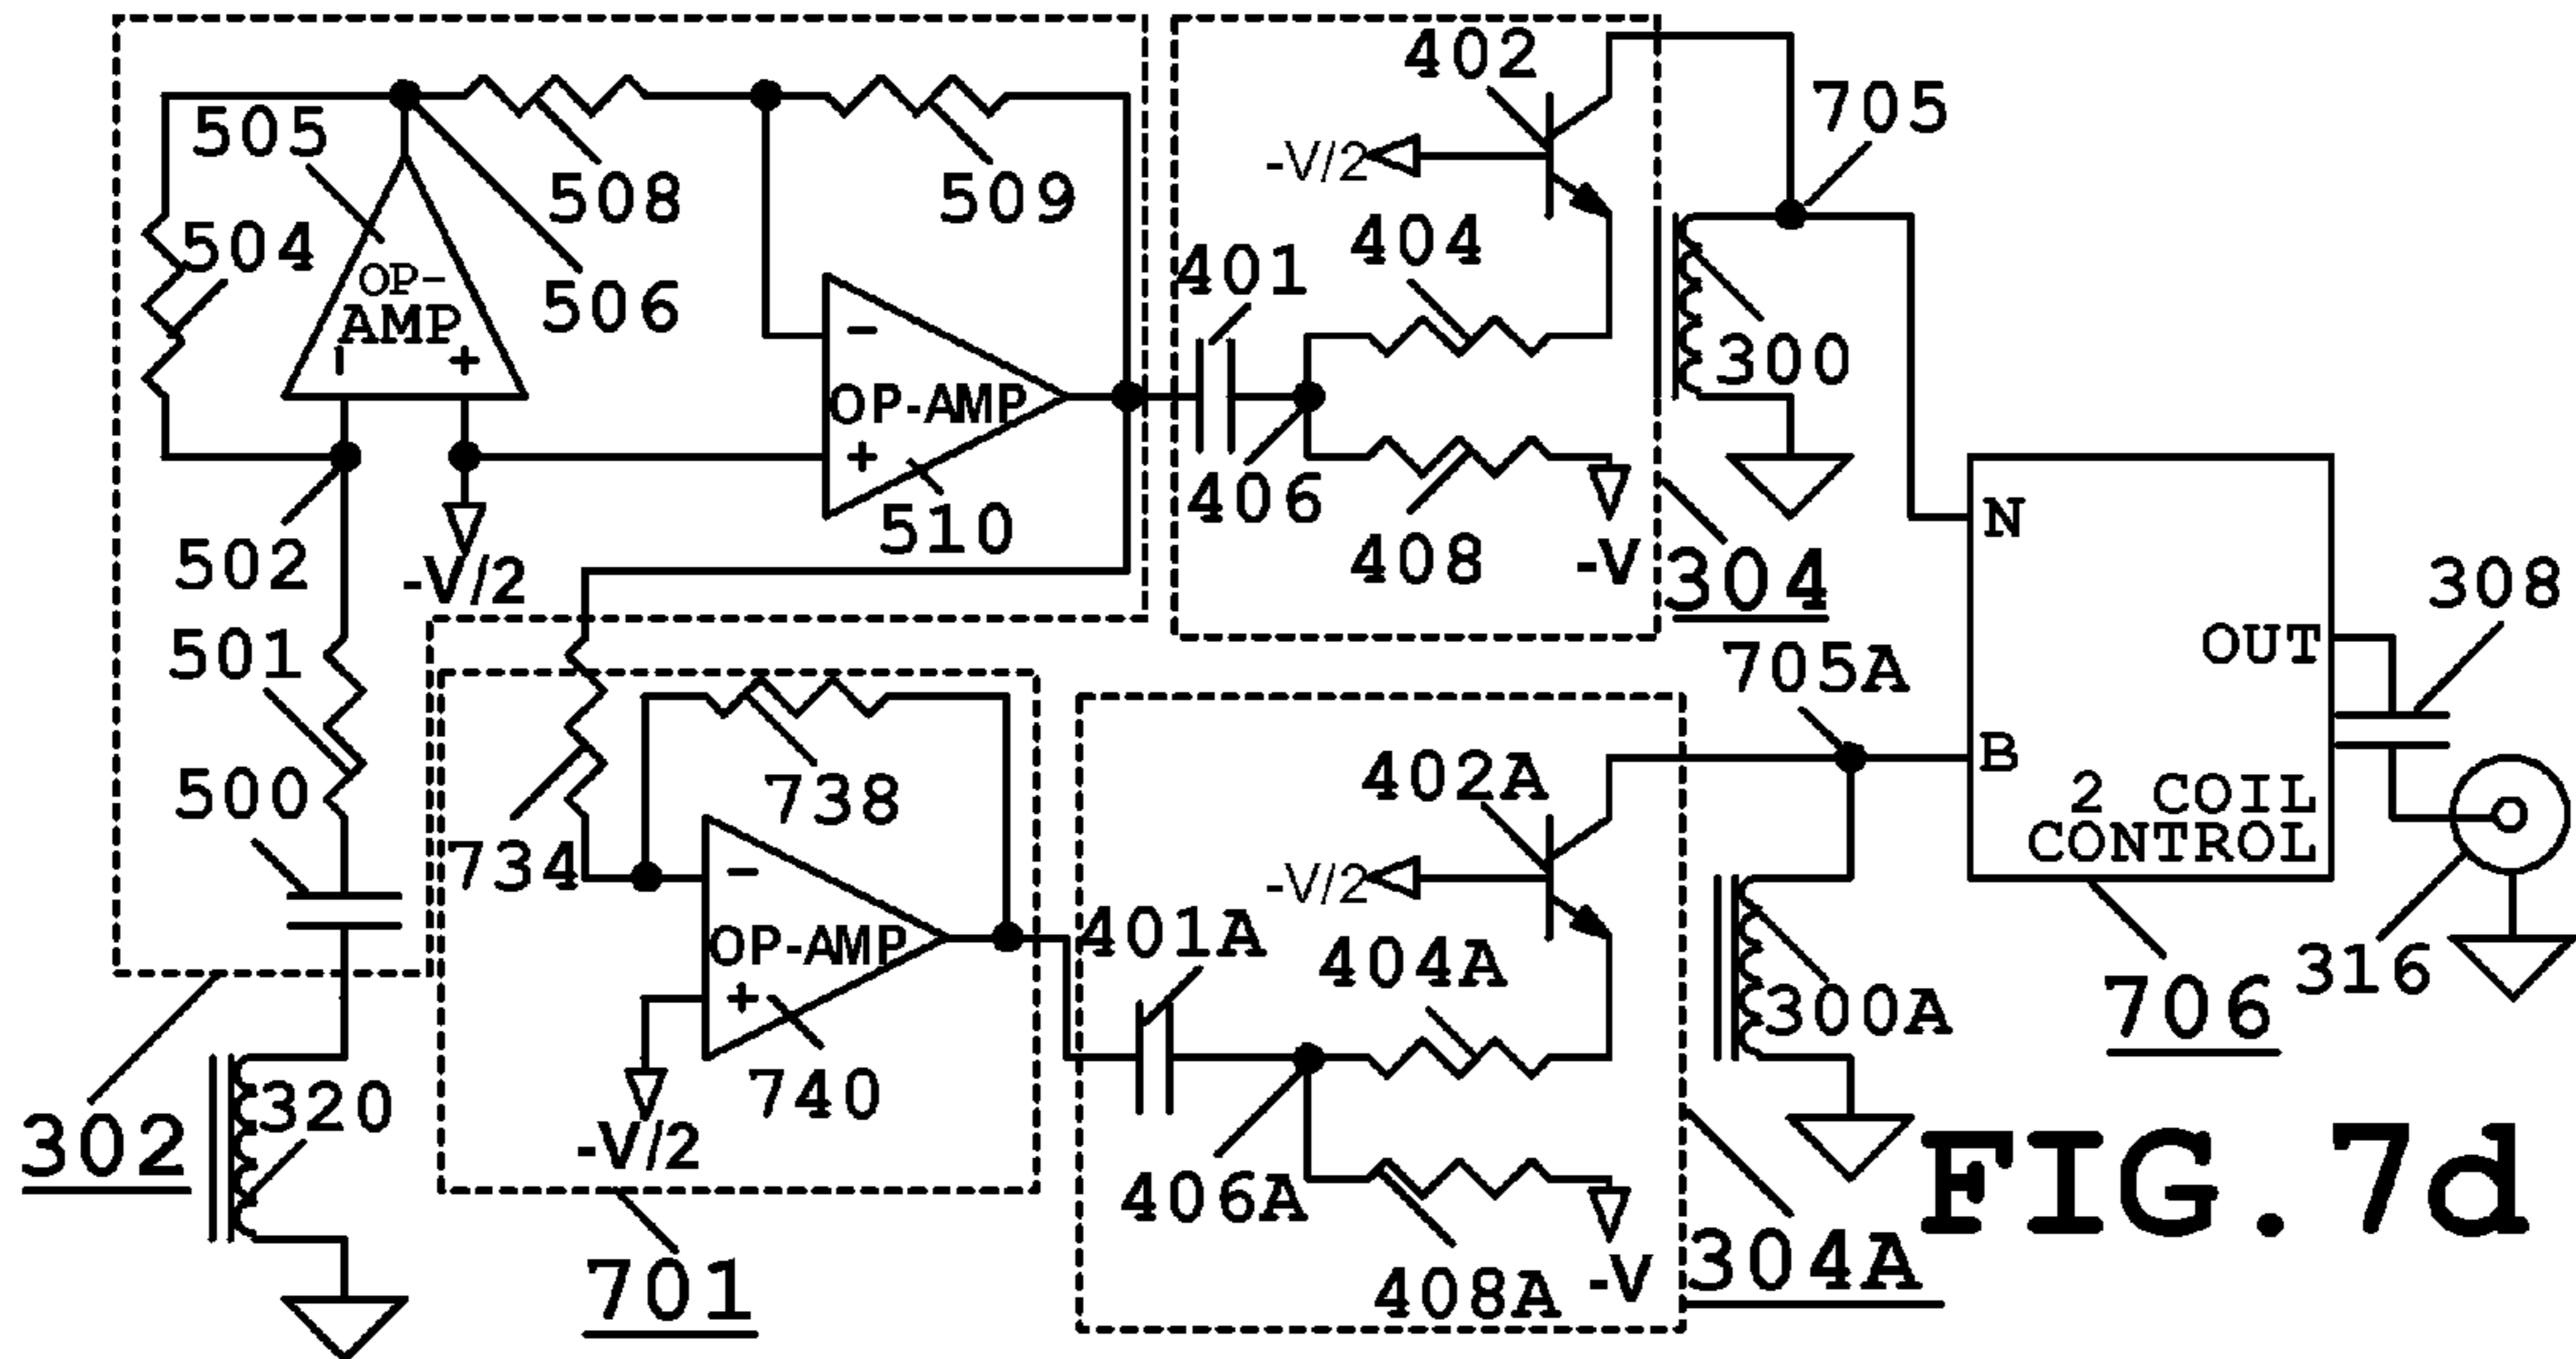 402
705
505
-V/2
508
509
504
404
OP-
AMP
- +
506
401
300
-
OP-AMP
+
406
510
N
502
-V/2
408
-V
304
308
OUT
705A
501
402A
B
500
738
2 COIL
CONTROL
734
-
-V/2
401A
OP-AMP
404A
+
300A
706
316
320
740
302
-V/2
406A
FIG.7d
701
408A
-V
304A